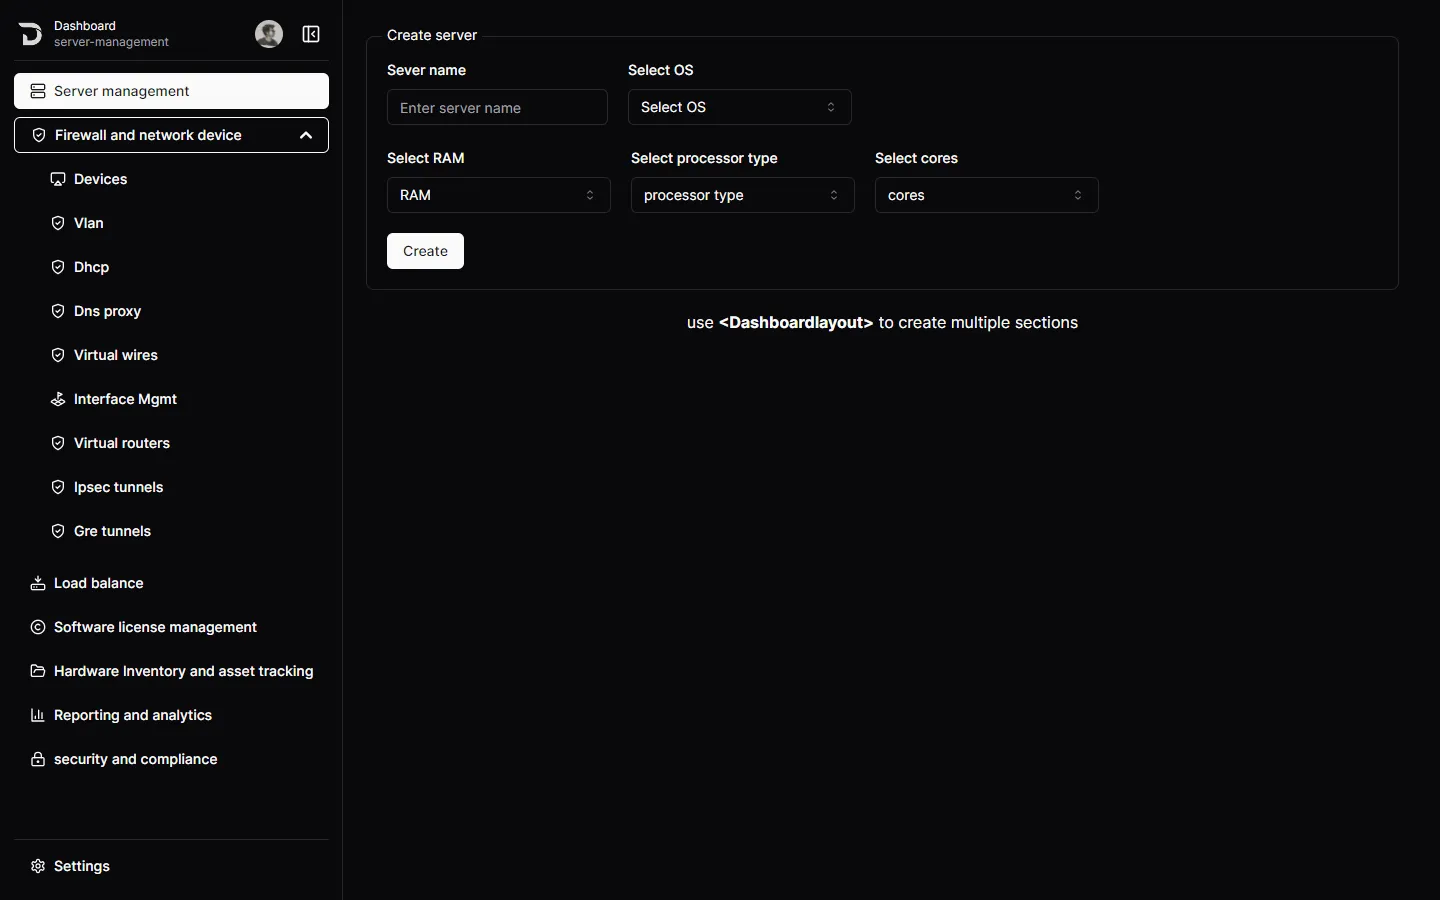 Dashboard
server-management
Server management
Firewall and network device
Devices
Vlan
Dhcp
Dns proxy
Virtual wires
Interface Mgmt
Virtual routers
Ipsec tunnels
Gre tunnels
Load balance
Software license management
Hardware Inventory and asset tracking
Reporting and analytics
security and compliance
Settings
Create server
Sever name
Select OS
Enter server name
Select OS
Select RAM
Select processor type
Select cores
RAM
processor type
cores
Create
use <Dashboardlayout> to create multiple sections